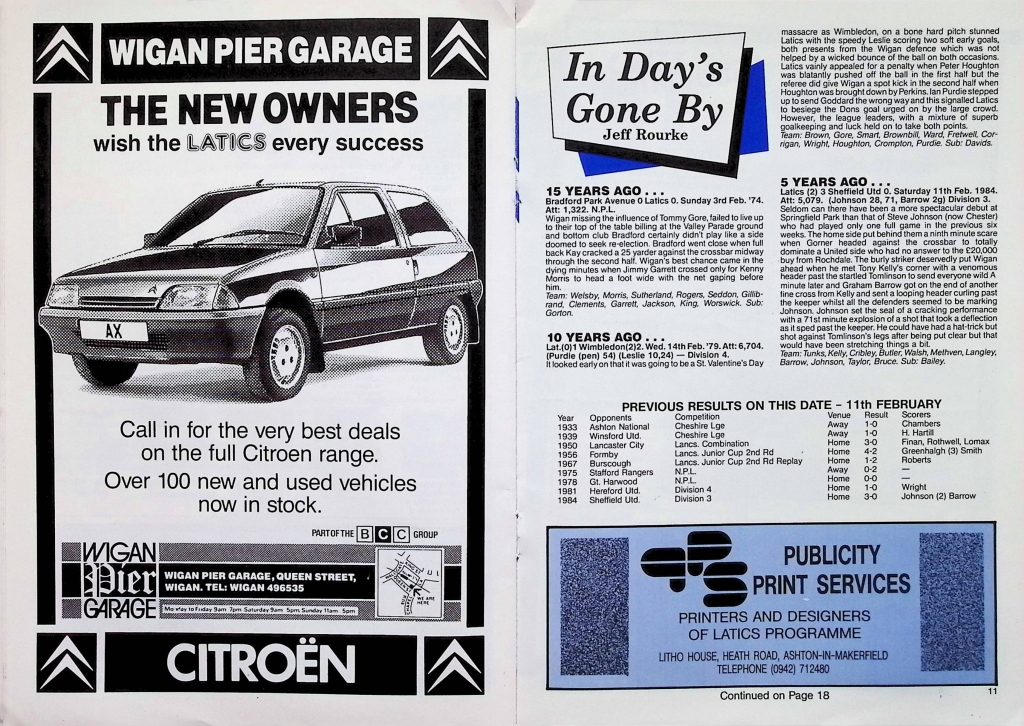 WIGAN PIER GARAGE
THE NEW OWNERS
wish the LATICS every success
AX
Call in for the very best deals
on the full Citroen range.
Over 100 new and used vehicles
now in stock.
PART OF THE BCC GROUP
WIGAN
Pier
GARAGE
WIGAN PIER GARAGE, QUEEN STREET,
WIGAN. TEL: WIGAN 496535
Monday to Friday 9am 7pm Saturday 9am 5pm Sunday 11am 5pm
WE ARE
HERE
CITROËN
In Day's
Gone By
Jeff Rourke
15 YEARS AGO . . .
Bradford Park Avenue 0 Latics 0. Sunday 3rd Feb. '74.
Att: 1,322. N.P.L.
Wigan missing the influence of Tommy Gore, failed to live up
to their top of the table billing at the Valley Parade ground
and bottom club Bradford certainly didn't play like a side
doomed to seek re-election. Bradford went close when full
back Kay cracked a 25 yarder against the crossbar midway
through the second half. Wigan's best chance came in the
dying minutes when Jimmy Garrett crossed only for Kenny
Morris to head a foot wide with the net gaping before
him.
Team: Welsby, Morris, Sutherland, Rogers, Seddon, Gillib-
rand, Clements, Garrett, Jackson, King, Worswick. Sub:
Gorton.
10 YEARS AGO . . .
Lat.(0)1 Wimbledon(2)2. Wed. 14th Feb. '79. Att: 6,704.
(Purdie (pen) 54) (Leslie 10,24) — Division 4.
It looked early on that it was going to be a St. Valentine's Day
massacre as Wimbledon, on a bone hard pitch stunned
Latics with the speedy Leslie scoring two soft early goals,
both presents from the Wigan defence which was not
helped by a wicked bounce of the ball on both occasions.
Latics vainly appealed for a penalty when Peter Houghton
was blatantly pushed off the ball in the first half but the
referee did give Wigan a spot kick in the second half when
Houghton was brought down by Perkins. Ian Purdie stepped
up to send Goddard the wrong way and this signalled Latics
to besiege the Dons goal urged on by the large crowd.
However, the league leaders, with a mixture of superb
goalkeeping and luck held on to take both points.
Team: Brown, Gore, Smart, Brownbill, Ward, Fretwell, Cor-
rigan, Wright, Houghton, Crompton, Purdie. Sub: Davids.
5 YEARS AGO . . .
Latics (2) 3 Sheffield Utd 0. Saturday 11th Feb. 1984.
Att: 5,079. (Johnson 28, 71, Barrow 2g) Division 3.
Seldom can there have been a more spectacular debut at
Springfield Park than that of Steve Johnson (now Chester)
who had played only one full game in the previous six
weeks. The home side put behind them a ninth minute scare
when Gorner headed against the crossbar to totally
dominate a United side who had no answer to the £20,000
buy from Rochdale. The burly striker deservedly put Wigan
ahead when he met Tony Kelly's corner with a venomous
header past the startled Tomlinson to send everyone wild A
minute later and Graham Barrow got on the end of another
fine cross from Kelly and sent a looping header curling past
the keeper whilst all the defenders seemed to be marking
Johnson. Johnson set the seal of a cracking performance
with a 71st minute explosion of a shot that took a deflection
as it sped past the keeper. He could have had a hat-trick but
shot against Tomlinson's legs after being put clear but that
would have been stretching things a bit.
Team: Tunks, Kelly, Cribley, Butler, Walsh, Methven, Langley,
Barrow, Johnson, Taylor, Bruce. Sub: Bailey.
PREVIOUS RESULTS ON THIS DATE – 11th FEBRUARY
Year Opponents Competition Venue Result Scorers
1933 Ashton National Cheshire Lge Away 1-0 Chambers
1939 Winsford Utd. Cheshire Lge Away 1-0 H. Hartill
1950 Lancaster City Lancs. Combination Home 3-0 Finan, Rothwell, Lomax
1956 Formby Lancs. Junior Cup 2nd Rd Home 4-2 Greenhalgh (3) Smith
1967 Burscough Lancs. Junior Cup 2nd Rd Replay Home 1-2 Roberts
1975 Stafford Rangers N.P.L. Away 0-2 —
1978 Gt. Harwood N.P.L. Home 0-0 —
1981 Hereford Utd. Division 4 Home 1-0 Wright
1984 Sheffield Utd. Division 3 Home 3-0 Johnson (2) Barrow
PUBLICITY
PRINT SERVICES
PRINTERS AND DESIGNERS
OF LATICS PROGRAMME
LITHO HOUSE, HEATH ROAD, ASHTON-IN-MAKERFIELD
TELEPHONE (0942) 712480
Continued on Page 18
11